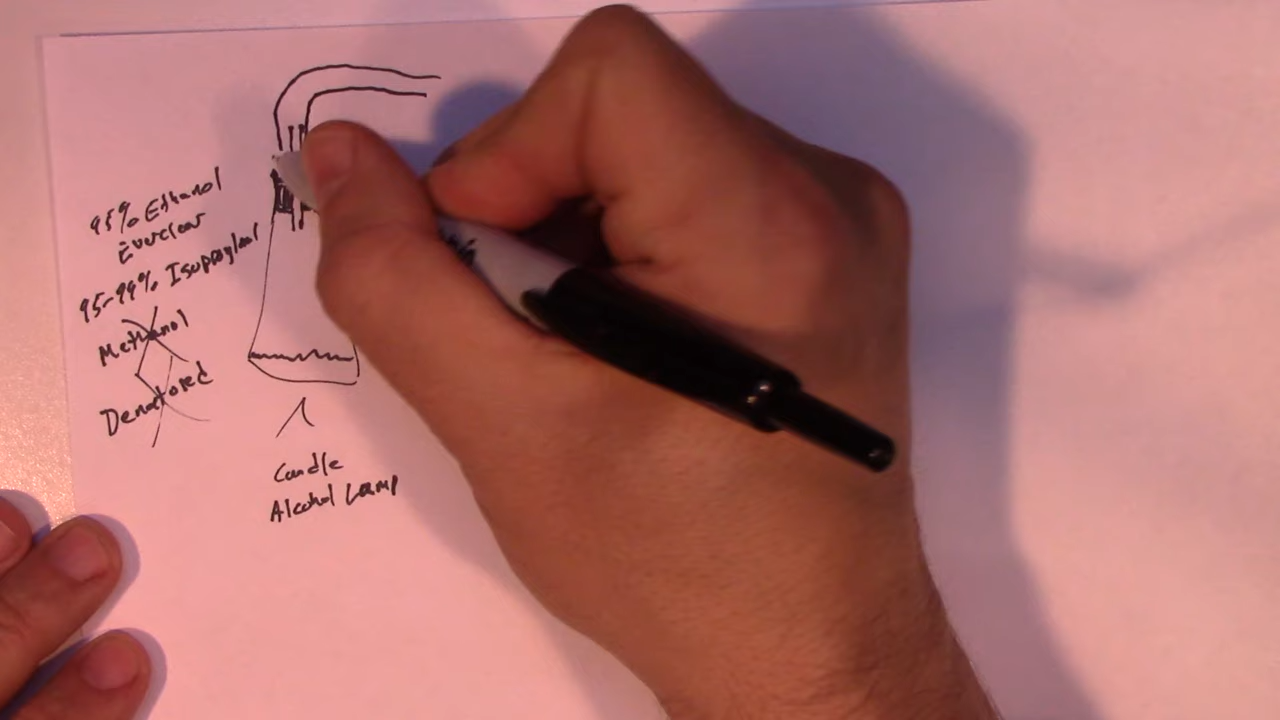 95% Ethanol
Everclear
95-99% Isopropyl
Methanol
Denatured
Candle
Alcohol Lamp